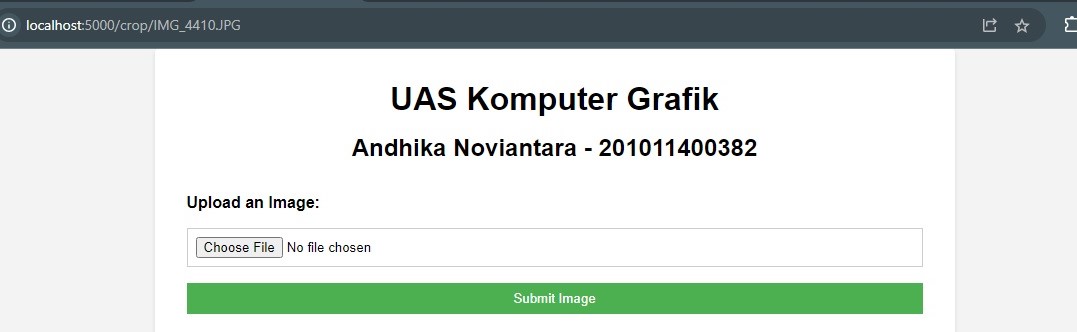 localhost:5000/crop/IMG_4410.JPG
UAS Komputer Grafik
Andhika Noviantara - 201011400382
Upload an Image:
Choose File No file chosen
Submit Image